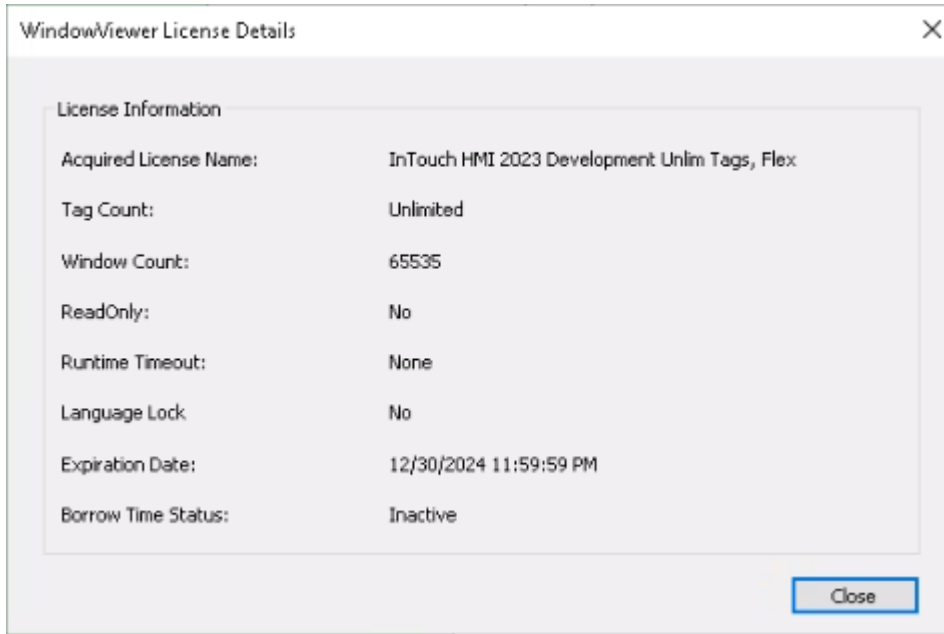 WindowViewer License Details
License Information
Acquired License Name: InTouch HMI 2023 Development Unlim Tags, Flex
Tag Count: Unlimited
Window Count: 65535
ReadOnly: No
Runtime Timeout: None
Language Lock No
Expiration Date: 12/30/2024 11:59:59 PM
Borrow Time Status: Inactive
Close